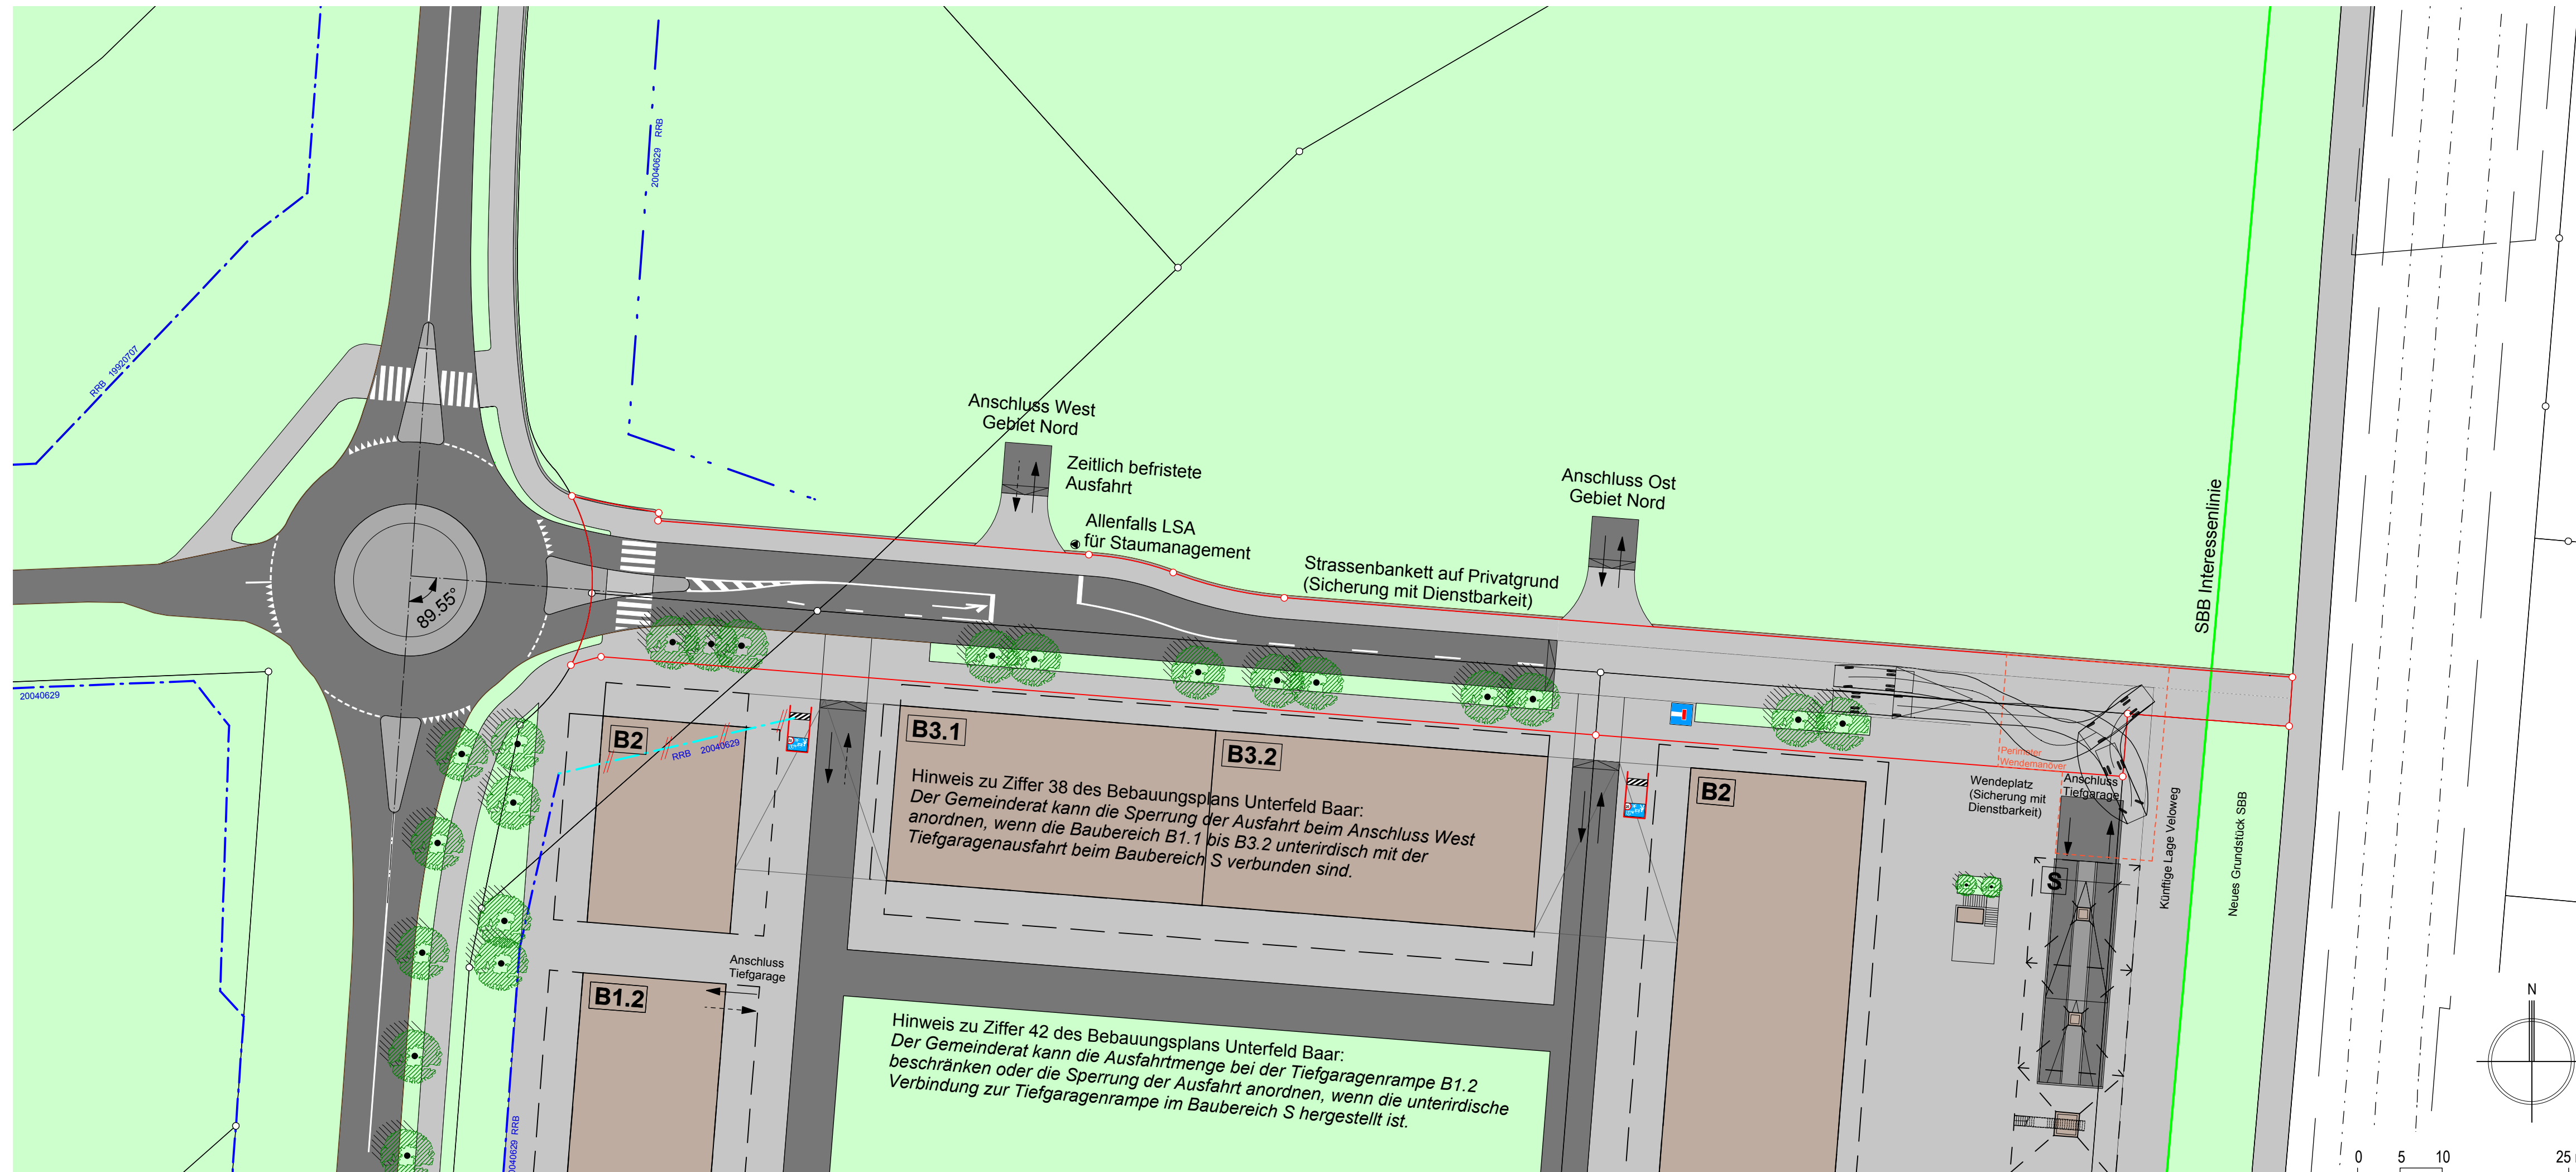 20040629   RRB
RRB   19920707
Anschluss West
Gebiet Nord
Zeitlich befristete
Ausfahrt
Allenfalls LSA
für Staumanagement
Anschluss Ost
Gebiet Nord
Strassenbankett auf Privatgrund
(Sicherung mit Dienstbarkeit)
SBB Interessenlinie
89.55°
20040629
B2
RRB   20040629
B3.1
B3.2
Hinweis zu Ziffer 38 des Bebauungsplans Unterfeld Baar:
Der Gemeinderat kann die Sperrung der Ausfahrt beim Anschluss West
anordnen, wenn die Baubereich B1.1 bis B3.2 unterirdisch mit der
Tiefgaragenausfahrt beim Baubereich S verbunden sind.
B2
Perimeter
Wendemanöver
Wendeplatz
(Sicherung mit
Dienstbarkeit)
Anschluss
Tiefgarage
Künftige Lage Veloweg
Neues Grundstück SBB
S
Anschluss
Tiefgarage
B1.2
Hinweis zu Ziffer 42 des Bebauungsplans Unterfeld Baar:
Der Gemeinderat kann die Ausfahrtmenge bei der Tiefgaragenrampe B1.2
beschränken oder die Sperrung der Ausfahrt anordnen, wenn die unterirdische
Verbindung zur Tiefgaragenrampe im Baubereich S hergestellt ist.
20040629   RRB
N
0 5 10 25